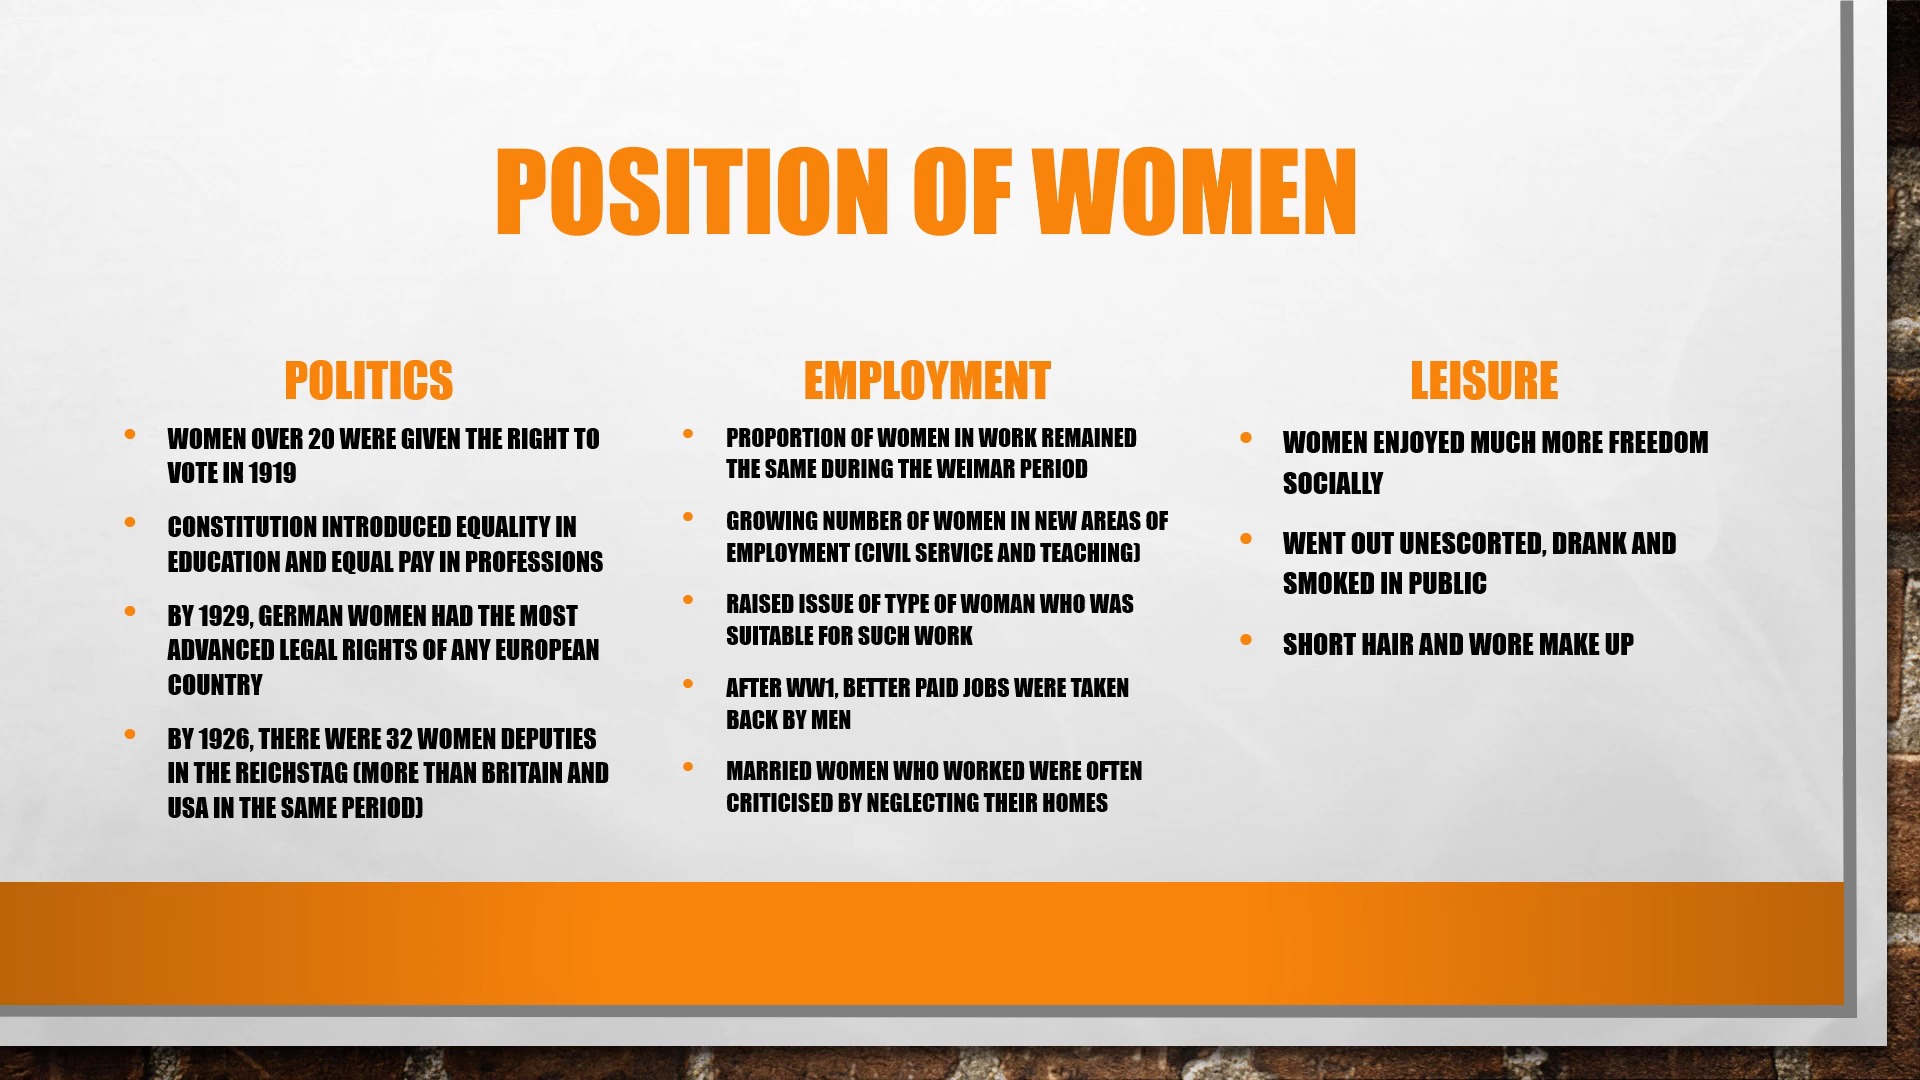 POSITION OF WOMEN
POLITICS
• WOMEN OVER 20 WERE GIVEN THE RIGHT TO
VOTE IN 1919
• CONSTITUTION INTRODUCED EQUALITY IN
EDUCATION AND EQUAL PAY IN PROFESSIONS
• BY 1929, GERMAN WOMEN HAD THE MOST
ADVANCED LEGAL RIGHTS OF ANY EUROPEAN
COUNTRY
• BY 1926, THERE WERE 32 WOMEN DEPUTIES
IN THE REICHSTAG (MORE THAN BRITAIN AND
USA IN THE SAME PERIOD)
EMPLOYMENT
• PROPORTION OF WOMEN IN WORK REMAINED
THE SAME DURING THE WEIMAR PERIOD
• GROWING NUMBER OF WOMEN IN NEW AREAS OF
EMPLOYMENT (CIVIL SERVICE AND TEACHING)
• RAISED ISSUE OF TYPE OF WOMAN WHO WAS
SUITABLE FOR SUCH WORK
• AFTER WW1, BETTER PAID JOBS WERE TAKEN
BACK BY MEN
• MARRIED WOMEN WHO WORKED WERE OFTEN
CRITICISED BY NEGLECTING THEIR HOMES
LEISURE
• WOMEN ENJOYED MUCH MORE FREEDOM
SOCIALLY
• WENT OUT UNESCORTED, DRANK AND
SMOKED IN PUBLIC
• SHORT HAIR AND WORE MAKE UP